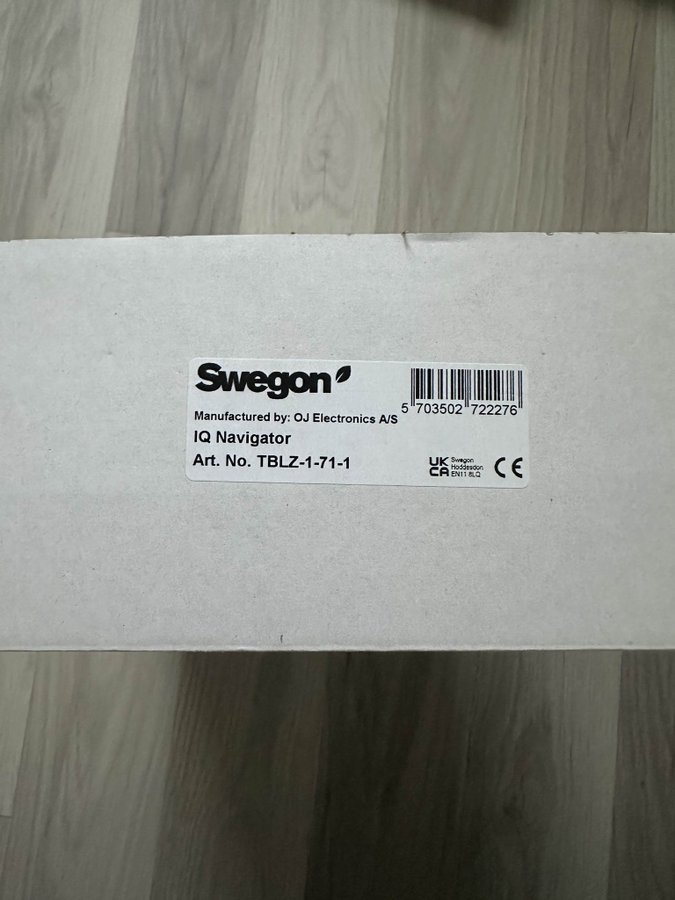 Swegon
5 703502 722276
Manufactured by: OJ Electronics A/S
IQ Navigator
Art. No. TBLZ-1-71-1
UK
CA
Swegon
Hoddesdon
EN11 8LQ
CE